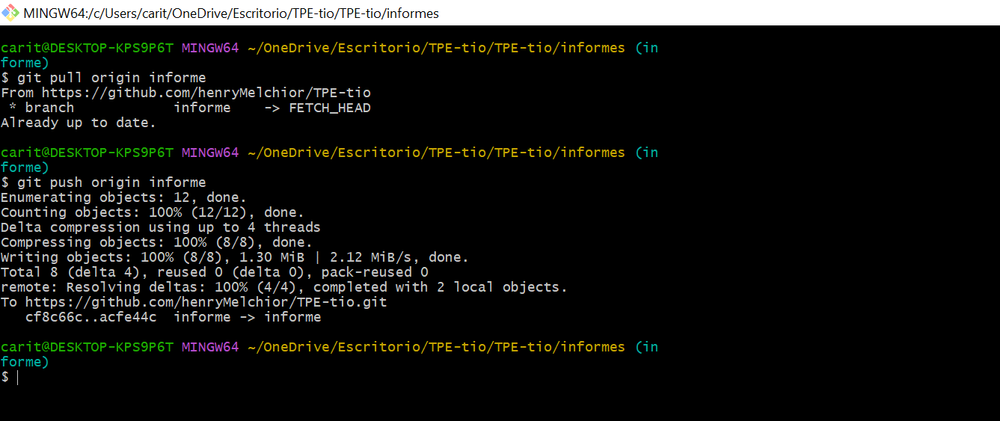 MINGW64:/c/Users/carit/OneDrive/Escritorio/TPE-tio/TPE-tio/informes
carit@DESKTOP-KPS9P6T MINGW64 ~/OneDrive/Escritorio/TPE-tio/TPE-tio/informes (in
forme)
$ git pull origin informe
From https://github.com/henryMelchior/TPE-tio
 * branch            informe    -> FETCH_HEAD
Already up to date.
carit@DESKTOP-KPS9P6T MINGW64 ~/OneDrive/Escritorio/TPE-tio/TPE-tio/informes (in
forme)
$ git push origin informe
Enumerating objects: 12, done.
Counting objects: 100% (12/12), done.
Delta compression using up to 4 threads
Compressing objects: 100% (8/8), done.
Writing objects: 100% (8/8), 1.30 MiB | 2.12 MiB/s, done.
Total 8 (delta 4), reused 0 (delta 0), pack-reused 0
remote: Resolving deltas: 100% (4/4), completed with 2 local objects.
To https://github.com/henryMelchior/TPE-tio.git
   cf8c66c..acfe44c  informe -> informe
carit@DESKTOP-KPS9P6T MINGW64 ~/OneDrive/Escritorio/TPE-tio/TPE-tio/informes (in
forme)
$